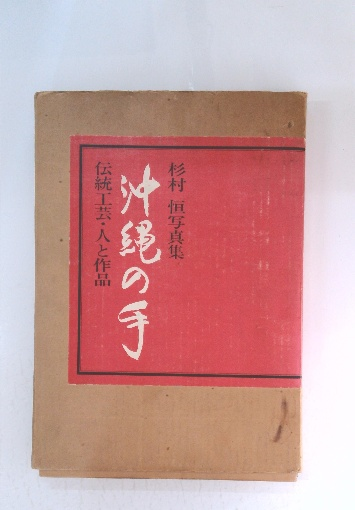 杉村 恒写真集
沖縄の手
伝統工芸・人と作品